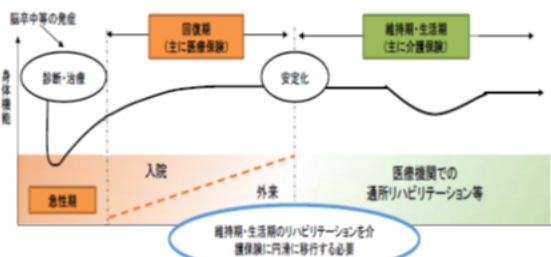 脳卒中等の発症
回復期
(主に医療保険)
維持期・生活期
(主に介護保険)
診断・治療
安定化
身体機能
入院
外来
急性期
医療機関での
通所リハビリテーション等
維持期・生活期のリハビリテーションを介
護保険に円滑に移行する必要